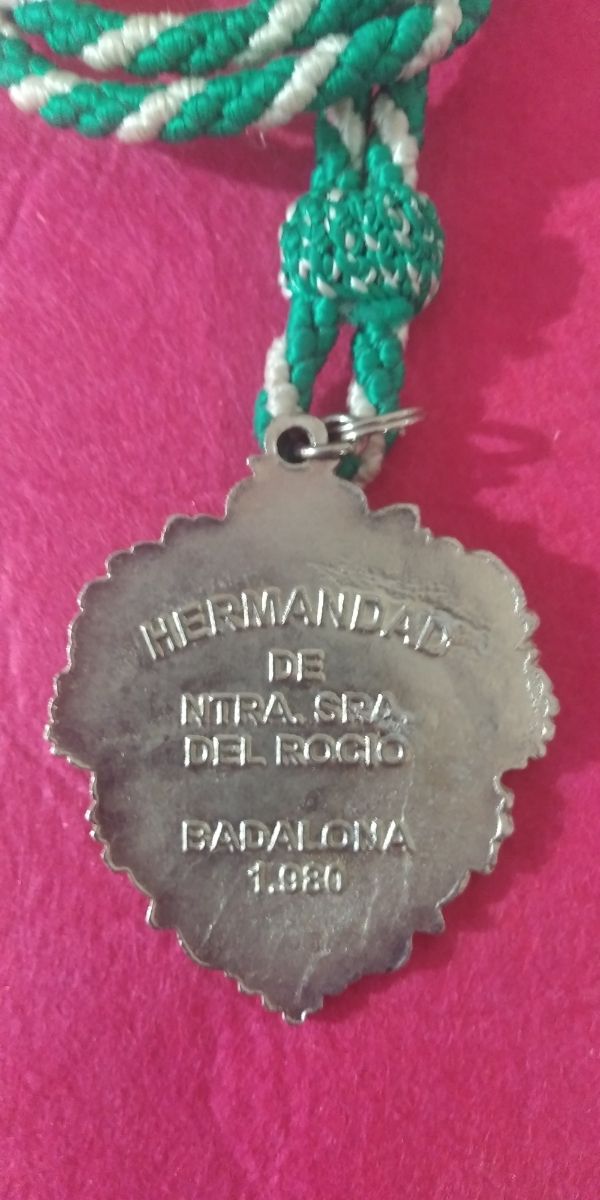 HERMANDAD
DE
NTRA. SRA.
DEL ROCIO
BADALONA
1.980